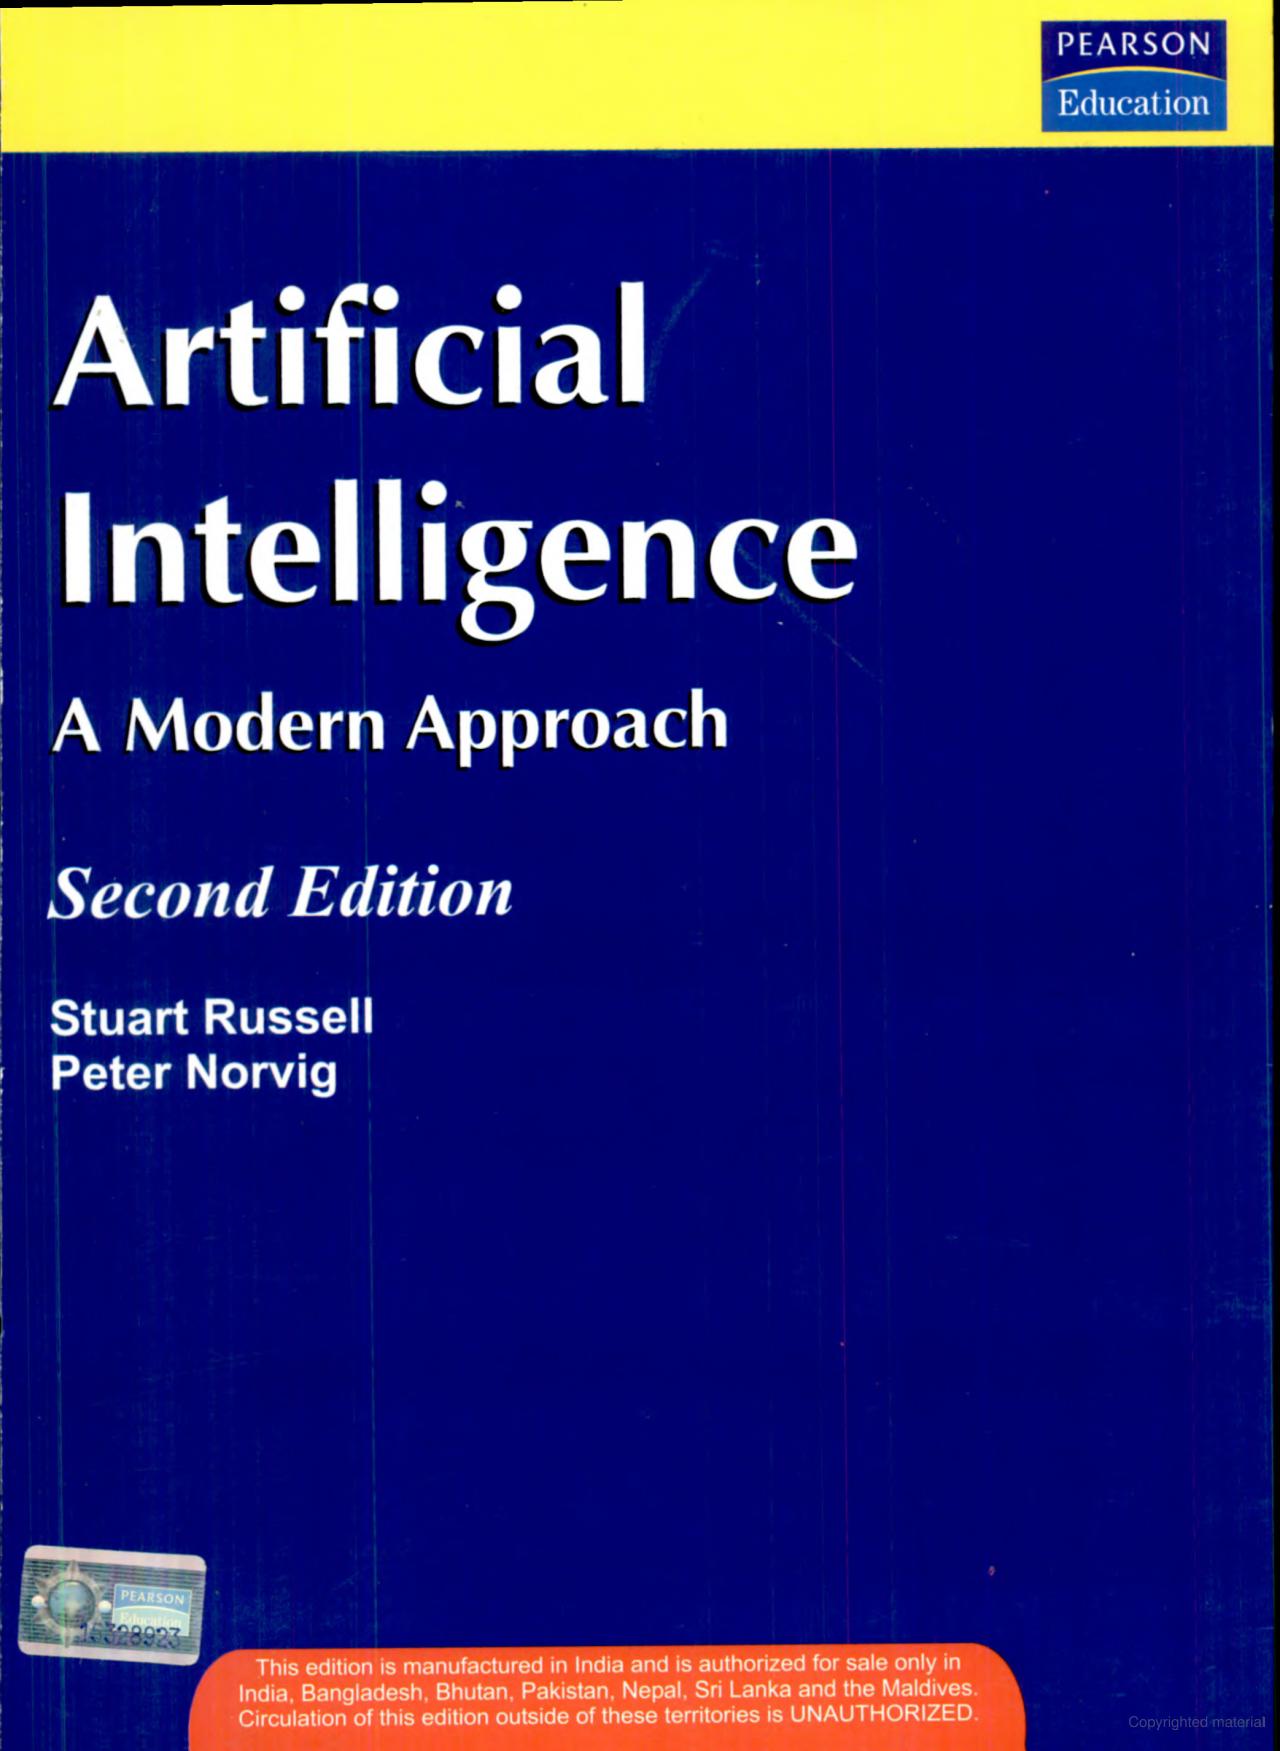 PEARSON
Education
Artificial
Intelligence
A Modern Approach
Second Edition
Stuart Russell
Peter Norvig
PEARSON
Education
15328923
This edition is manufactured in India and is authorized for sale only in
India, Bangladesh, Bhutan, Pakistan, Nepal, Sri Lanka and the Maldives.
Circulation of this edition outside of these territories is UNAUTHORIZED.
Copyrighted material